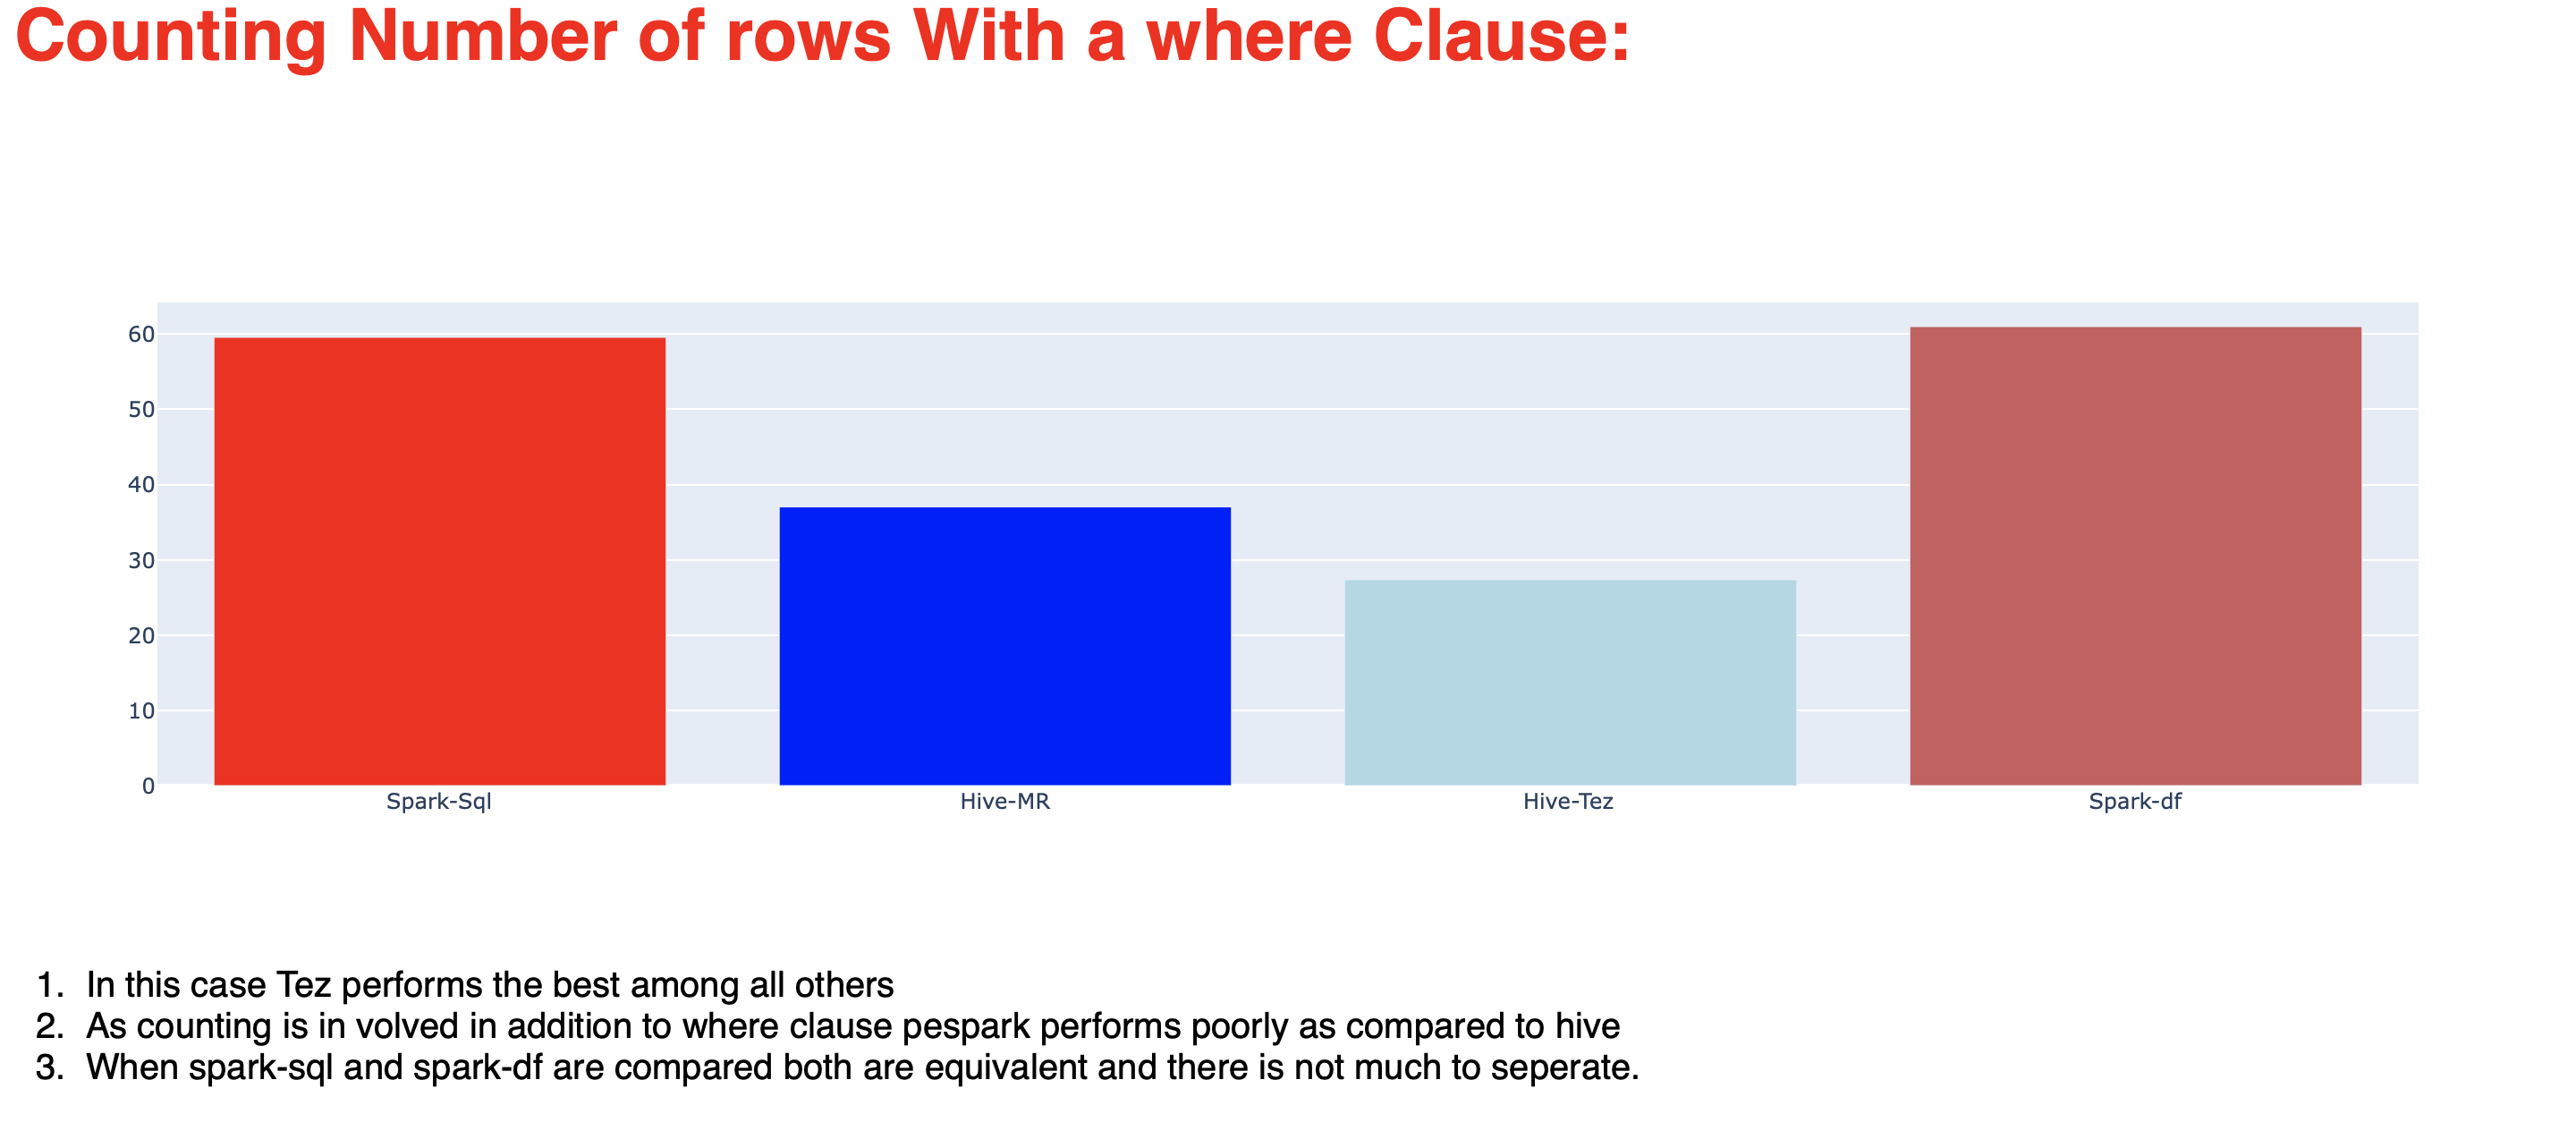 Counting Number of rows With a where Clause:
60
50
40
30
20
10
0
Spark-Sql
Hive-MR
Hive-Tez
Spark-df
1. In this case Tez performs the best among all others
2. As counting is in volved in addition to where clause pespark performs poorly as compared to hive
3. When spark-sql and spark-df are compared both are equivalent and there is not much to seperate.